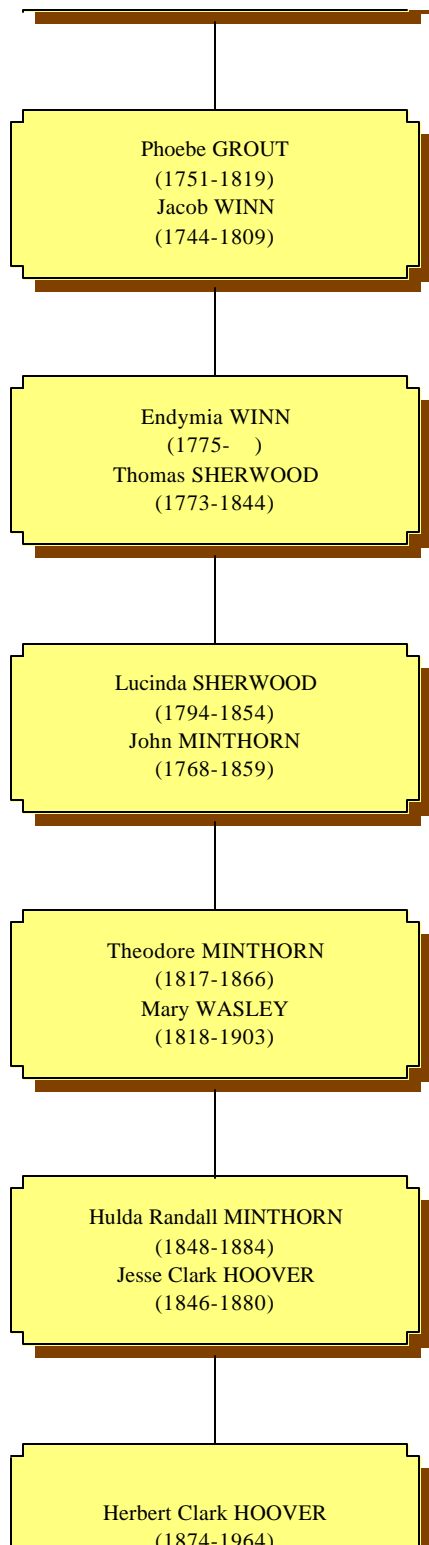 Phoebe GROUT
(1751-1819)
Jacob WINN
(1744-1809)
Endymia WINN
(1775-    )
Thomas SHERWOOD
(1773-1844)
Lucinda SHERWOOD
(1794-1854)
John MINTHORN
(1768-1859)
Theodore MINTHORN
(1817-1866)
Mary WASLEY
(1818-1903)
Hulda Randall MINTHORN
(1848-1884)
Jesse Clark HOOVER
(1846-1880)
Herbert Clark HOOVER
(1874-1964)